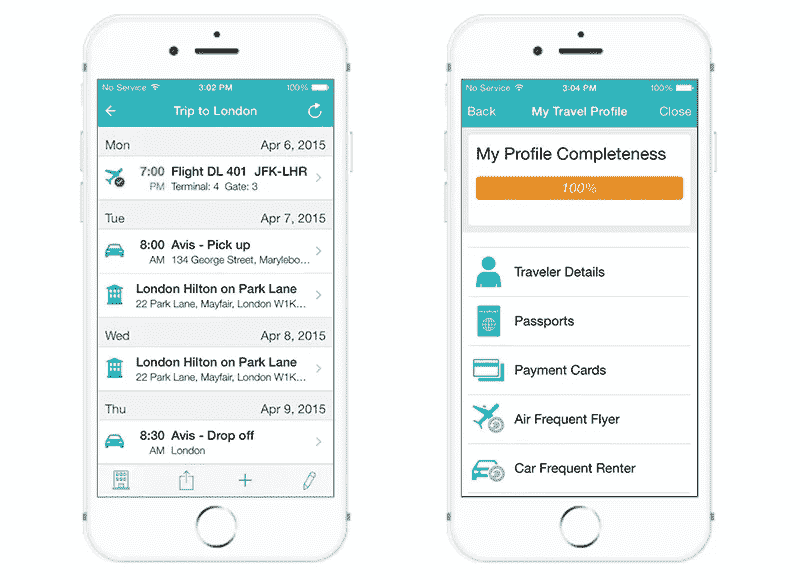 No Service 3:02 PM 100%
Trip to London
Mon Apr 6, 2015
7:00 Flight DL 401 JFK-LHR
PM Terminal: 4 Gate: 3
Tue Apr 7, 2015
8:00 Avis - Pick up
AM 134 George Street, Marylebo...
London Hilton on Park Lane
22 Park Lane, Mayfair, London W1K...
Wed Apr 8, 2015
London Hilton on Park Lane
22 Park Lane, Mayfair, London W1K...
Thu Apr 9, 2015
8:30 Avis - Drop off
AM London
No Service 3:04 PM 100%
Back My Travel Profile Close
My Profile Completeness
100%
Traveler Details
Passports
Payment Cards
Air Frequent Flyer
Car Frequent Renter